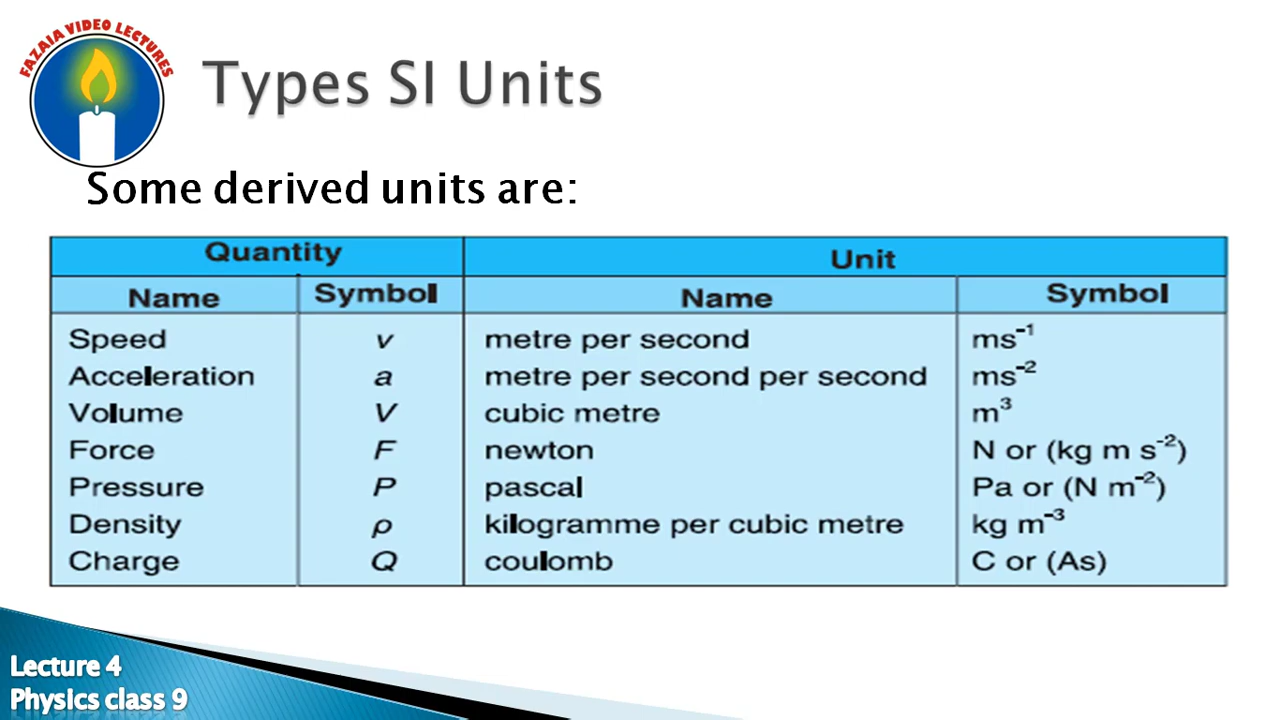 FAZAIA VIDEO LECTURES
Types SI Units
Some derived units are:
Quantity Unit
Name Symbol Name Symbol
Speed v metre per second ms⁻¹
Acceleration a metre per second per second ms⁻²
Volume V cubic metre m³
Force F newton N or (kg m s⁻²)
Pressure P pascal Pa or (N m⁻²)
Density ρ kilogramme per cubic metre kg m⁻³
Charge Q coulomb C or (As)
Lecture 4
Physics class 9